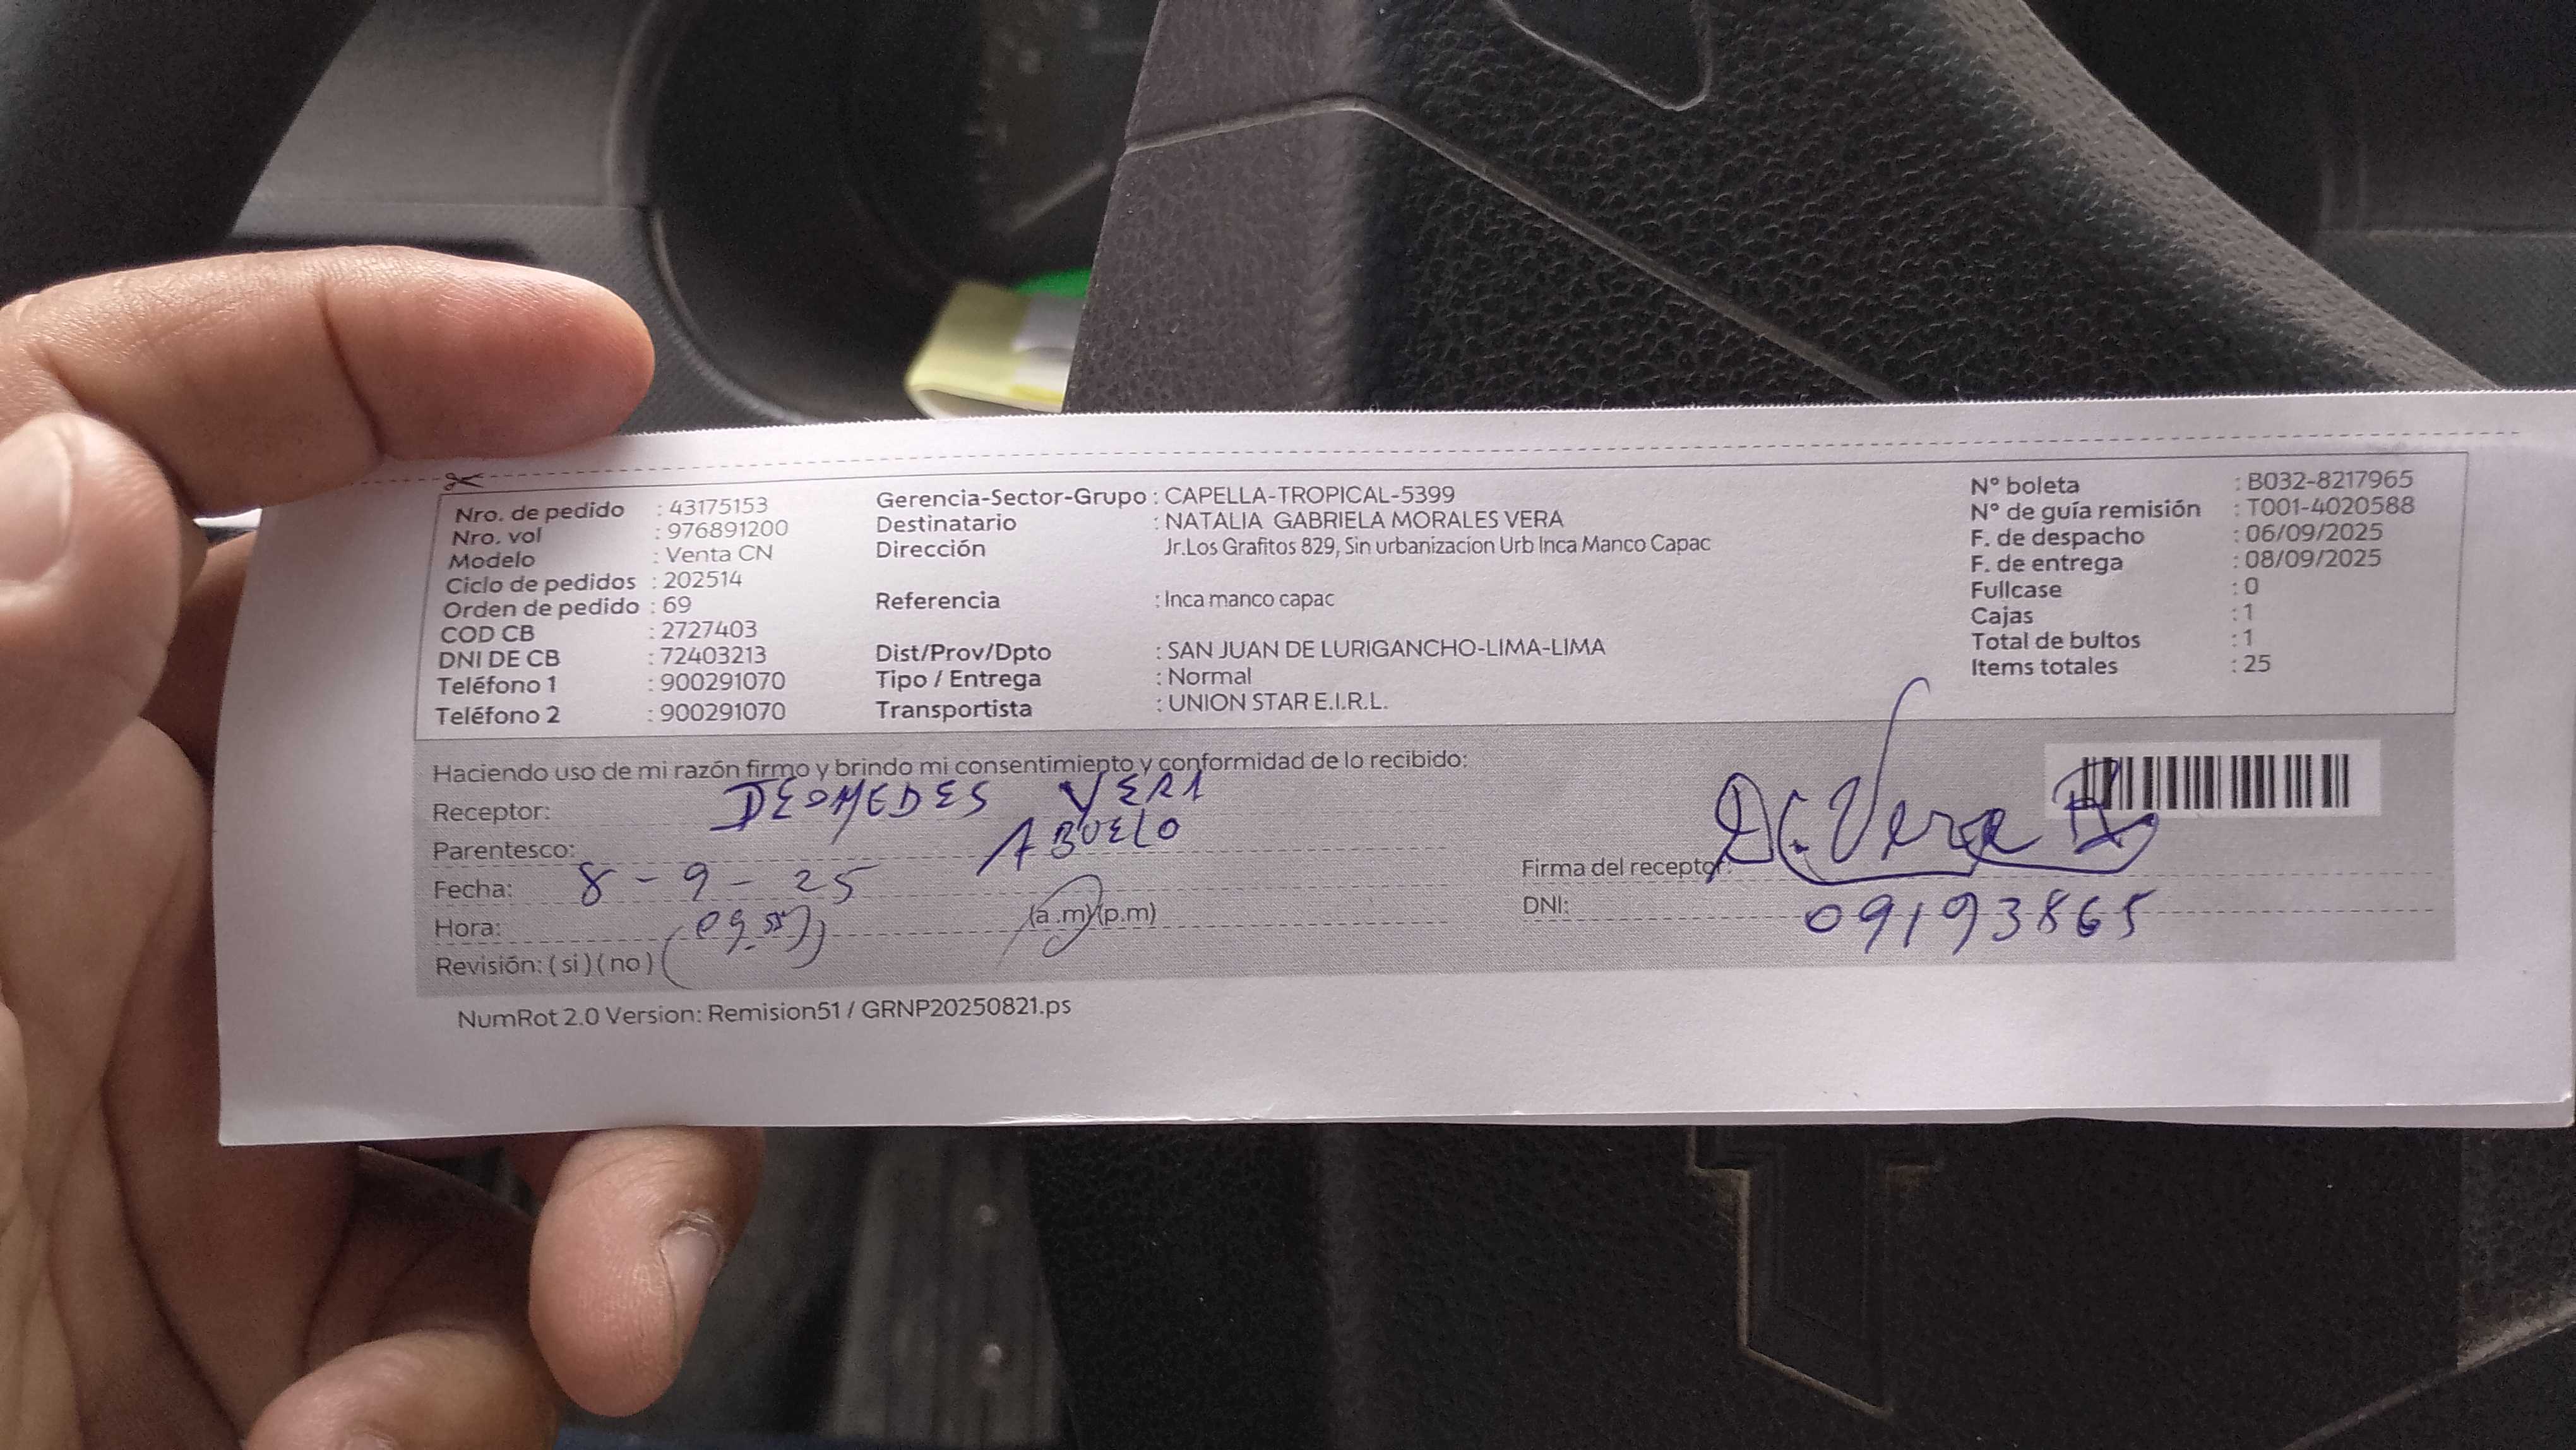 Nro. de pedido : 43175153
Nro. vol : 976891200
Modelo : Venta CN
Ciclo de pedidos : 202514
Orden de pedido : 69
COD CB : 2727403
DNI DE CB : 72403213
Teléfono 1 : 900291070
Teléfono 2 : 900291070
Gerencia-Sector-Grupo : CAPELLA-TROPICAL-5399
Destinatario : NATALIA GABRIELA MORALES VERA
Dirección Jr.Los Grafitos 829, Sin urbanizacion Urb Inca Manco Capac
Referencia : Inca manco capac
Dist/Prov/Dpto : SAN JUAN DE LURIGANCHO-LIMA-LIMA
Tipo / Entrega : Normal
Transportista : UNION STAR E.I.R.L.
N° boleta : B032-8217965
N° de guía remisión : T001-4020588
F. de despacho : 06/09/2025
F. de entrega : 08/09/2025
Fullcase : 0
Cajas : 1
Total de bultos : 1
Items totales : 25
Haciendo uso de mi razón firmo y brindo mi consentimiento y conformidad de lo recibido:
Receptor: DEOMEDES VERA
Parentesco: ABUELO
Fecha: 8-9-25
Hora: (a.m)(p.m)
Revisión: (si) (no)
Firma del receptor: Vera
DNI: 09193865
NumRot 2.0 Version: Remision51 / GRNP20250821.ps